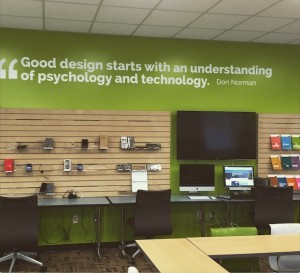 “ Good design starts with an understanding
of psychology and technology. Don Norman